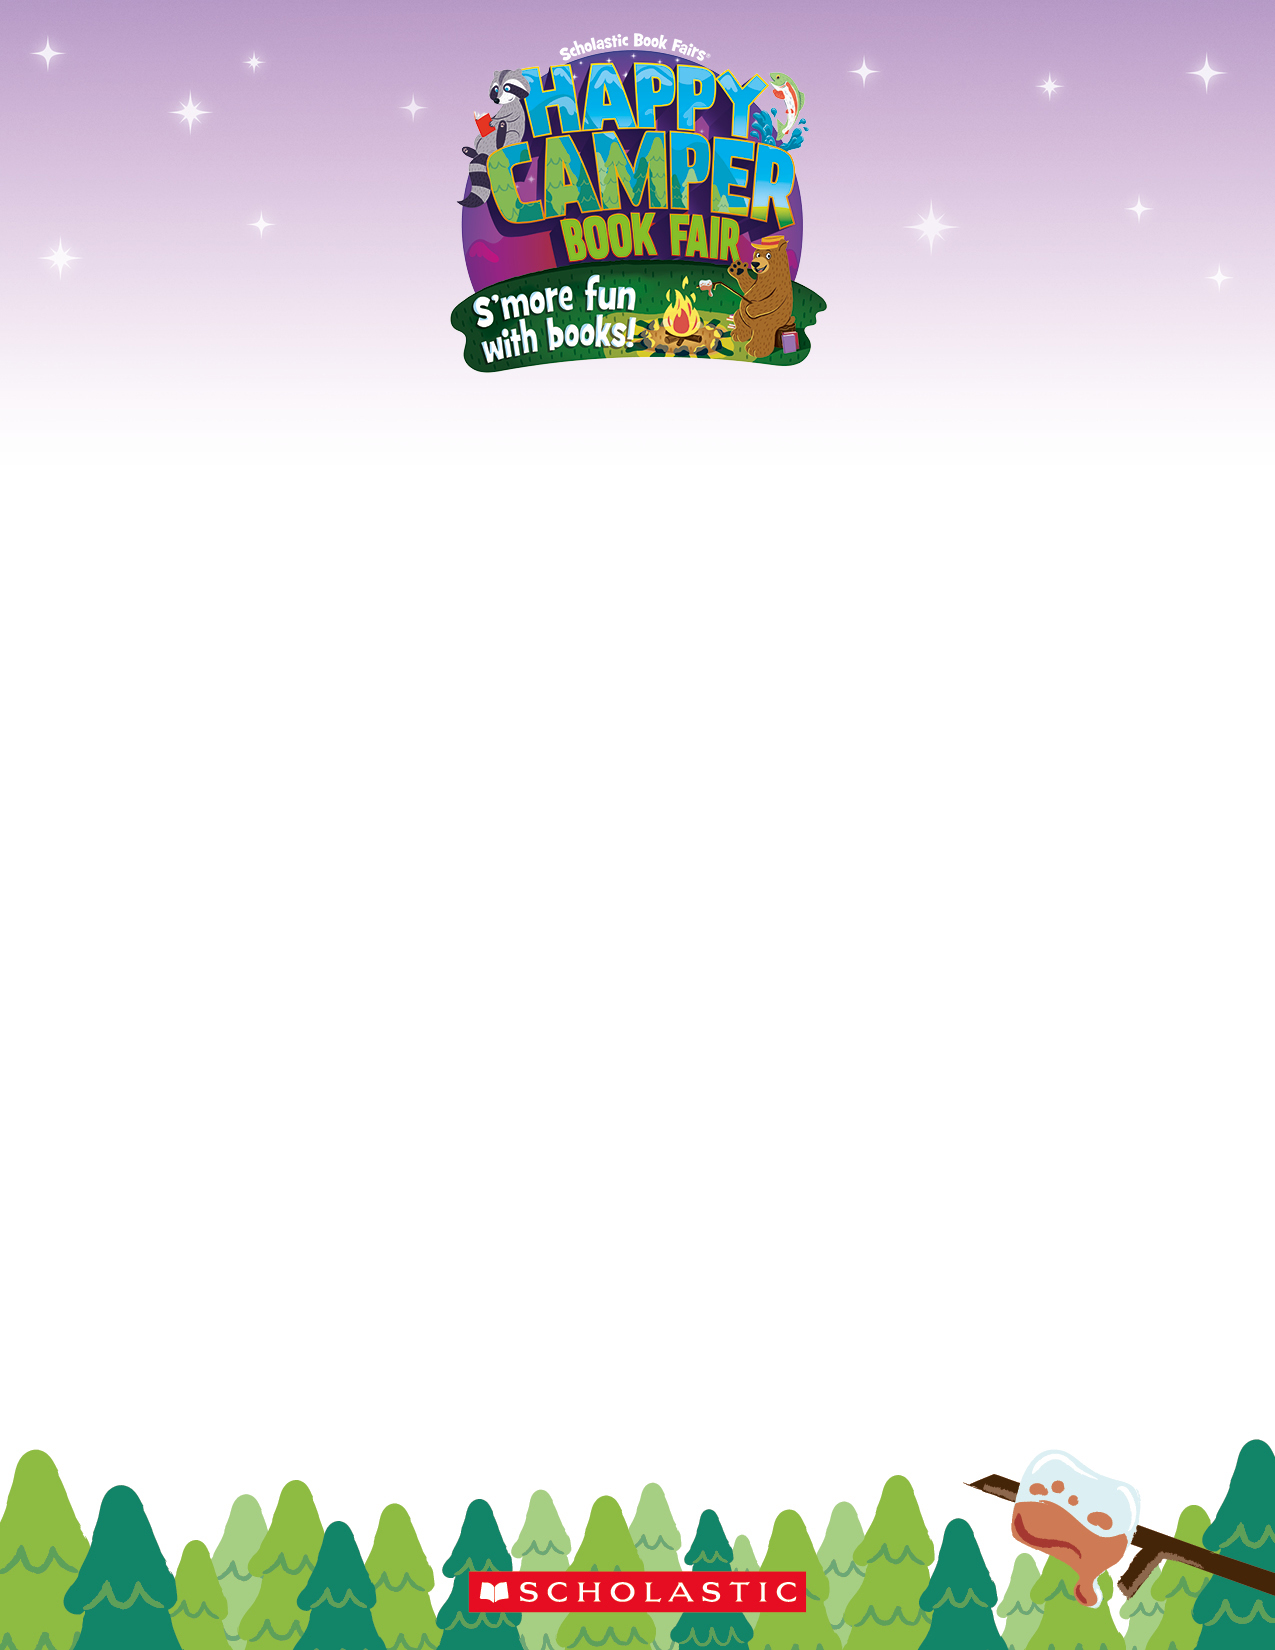 Scholastic Book Fairs®
HAPPY
CAMPER
BOOK FAIR
S'more fun
with books!
SCHOLASTIC